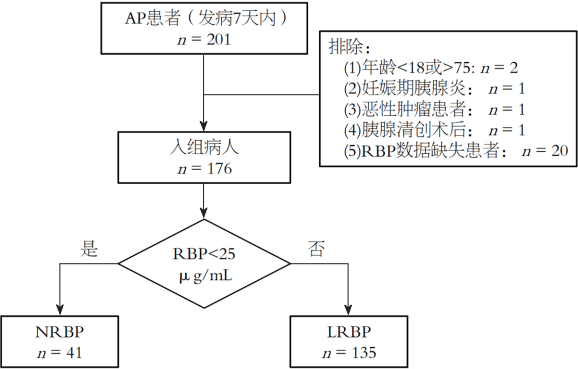 AP患者（发病7天内）
n = 201
排除：
(1)年龄<18或>75: n = 2
(2)妊娠期胰腺炎： n = 1
(3)恶性肿瘤患者： n = 1
(4)胰腺清创术后： n = 1
(5)RBP数据缺失患者： n = 20
入组病人
n = 176
RBP<25
μg/mL
是
否
NRBP
n = 41
LRBP
n = 135